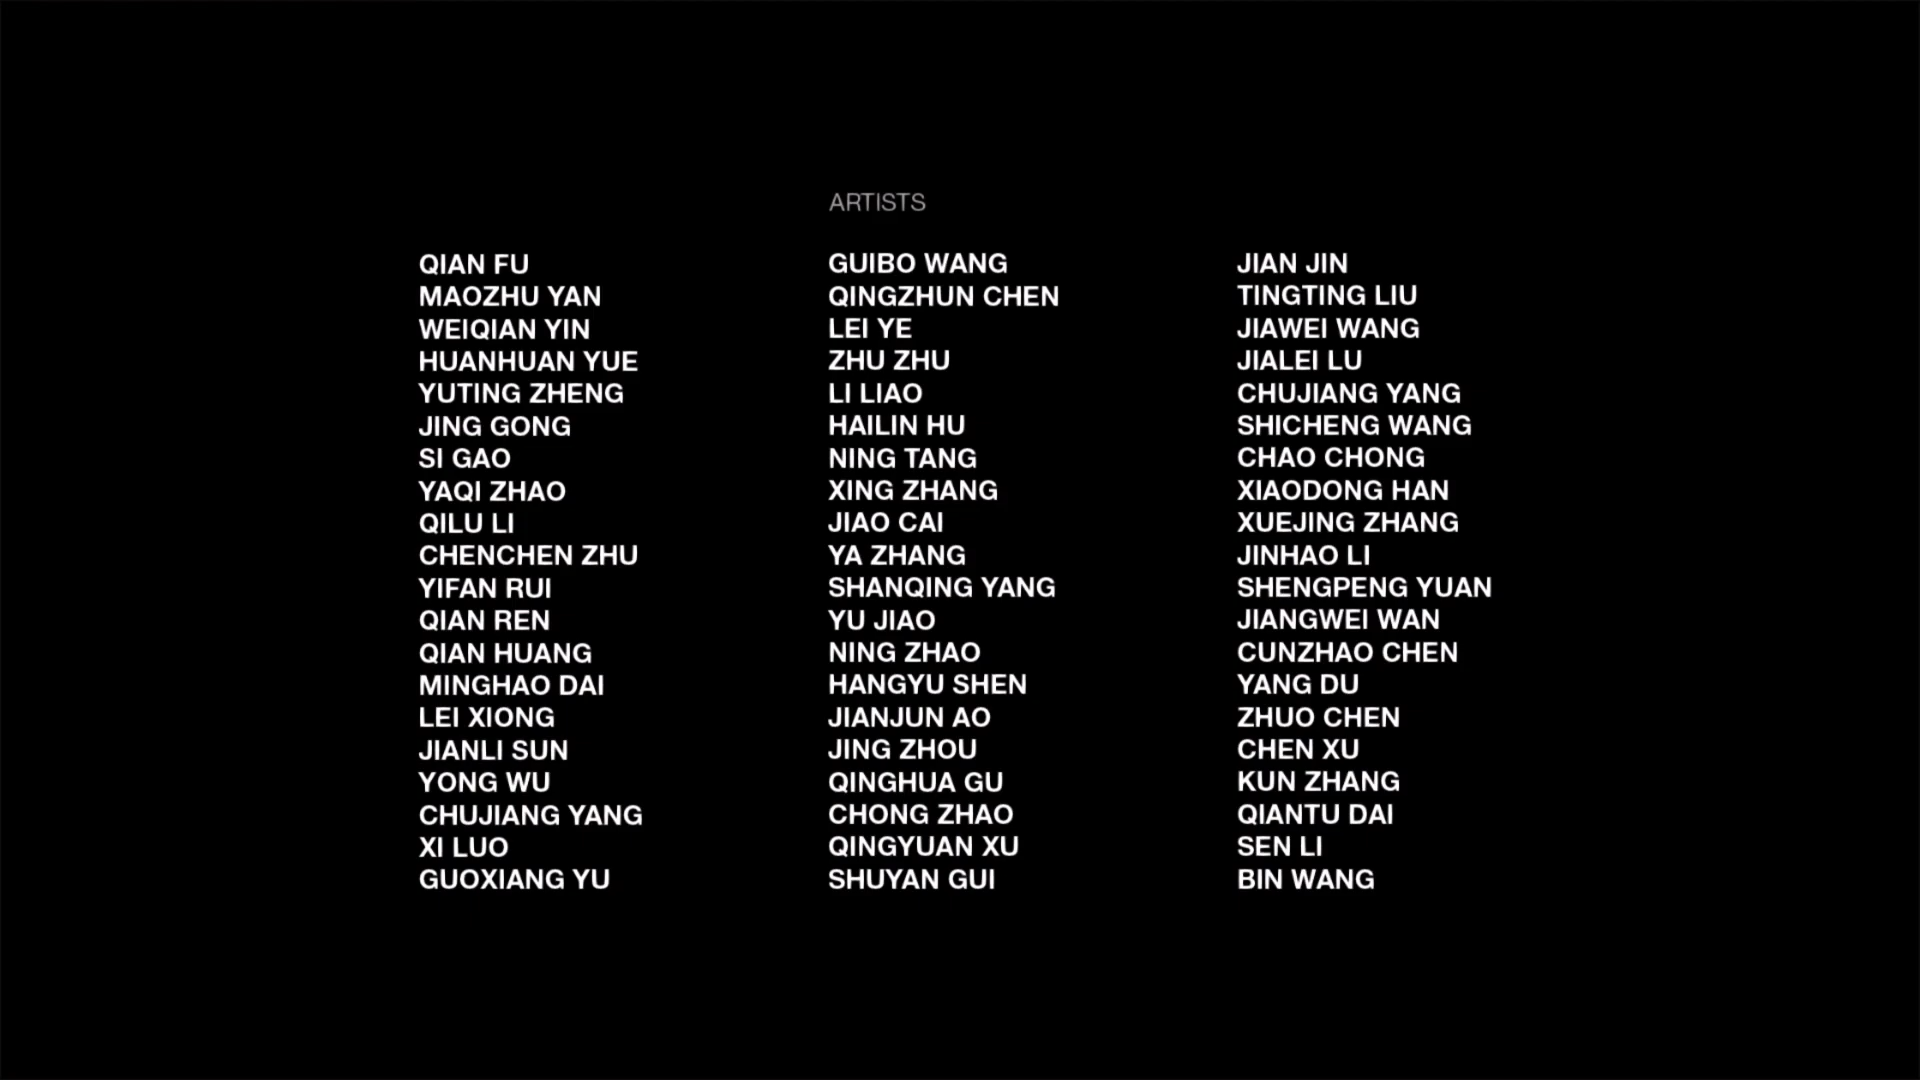 ARTISTS
QIAN FU
MAOZHU YAN
WEIQIAN YIN
HUANHUAN YUE
YUTING ZHENG
JING GONG
SI GAO
YAQI ZHAO
QILU LI
CHENCHEN ZHU
YIFAN RUI
QIAN REN
QIAN HUANG
MINGHAO DAI
LEI XIONG
JIANLI SUN
YONG WU
CHUJIANG YANG
XI LUO
GUOXIANG YU
GUIBO WANG
QINGZHUN CHEN
LEI YE
ZHU ZHU
LI LIAO
HAILIN HU
NING TANG
XING ZHANG
JIAO CAI
YA ZHANG
SHANQING YANG
YU JIAO
NING ZHAO
HANGYU SHEN
JIANJUN AO
JING ZHOU
QINGHUA GU
CHONG ZHAO
QINGYUAN XU
SHUYAN GUI
JIAN JIN
TINGTING LIU
JIAWEI WANG
JIALEI LU
CHUJIANG YANG
SHICHENG WANG
CHAO CHONG
XIAODONG HAN
XUEJING ZHANG
JINHAO LI
SHENGPENG YUAN
JIANGWEI WAN
CUNZHAO CHEN
YANG DU
ZHUO CHEN
CHEN XU
KUN ZHANG
QIANTU DAI
SEN LI
BIN WANG